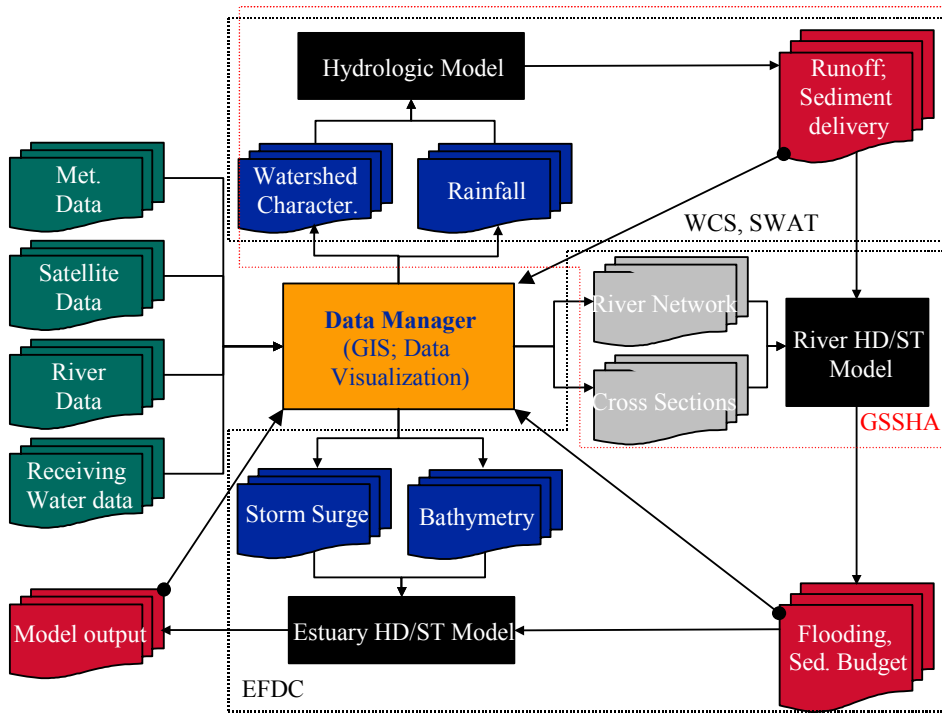 Hydrologic Model
Runoff;
Sediment
delivery
Met.
Data
Watershed
Character.
Rainfall
WCS, SWAT
Satellite
Data
River Network
Data Manager
(GIS; Data
Visualization)
River HD/ST
Model
River
Data
Cross Sections
GSSHA
Receiving
Water data
Storm Surge
Bathymetry
Model output
Estuary HD/ST Model
Flooding,
Sed. Budget
EFDC